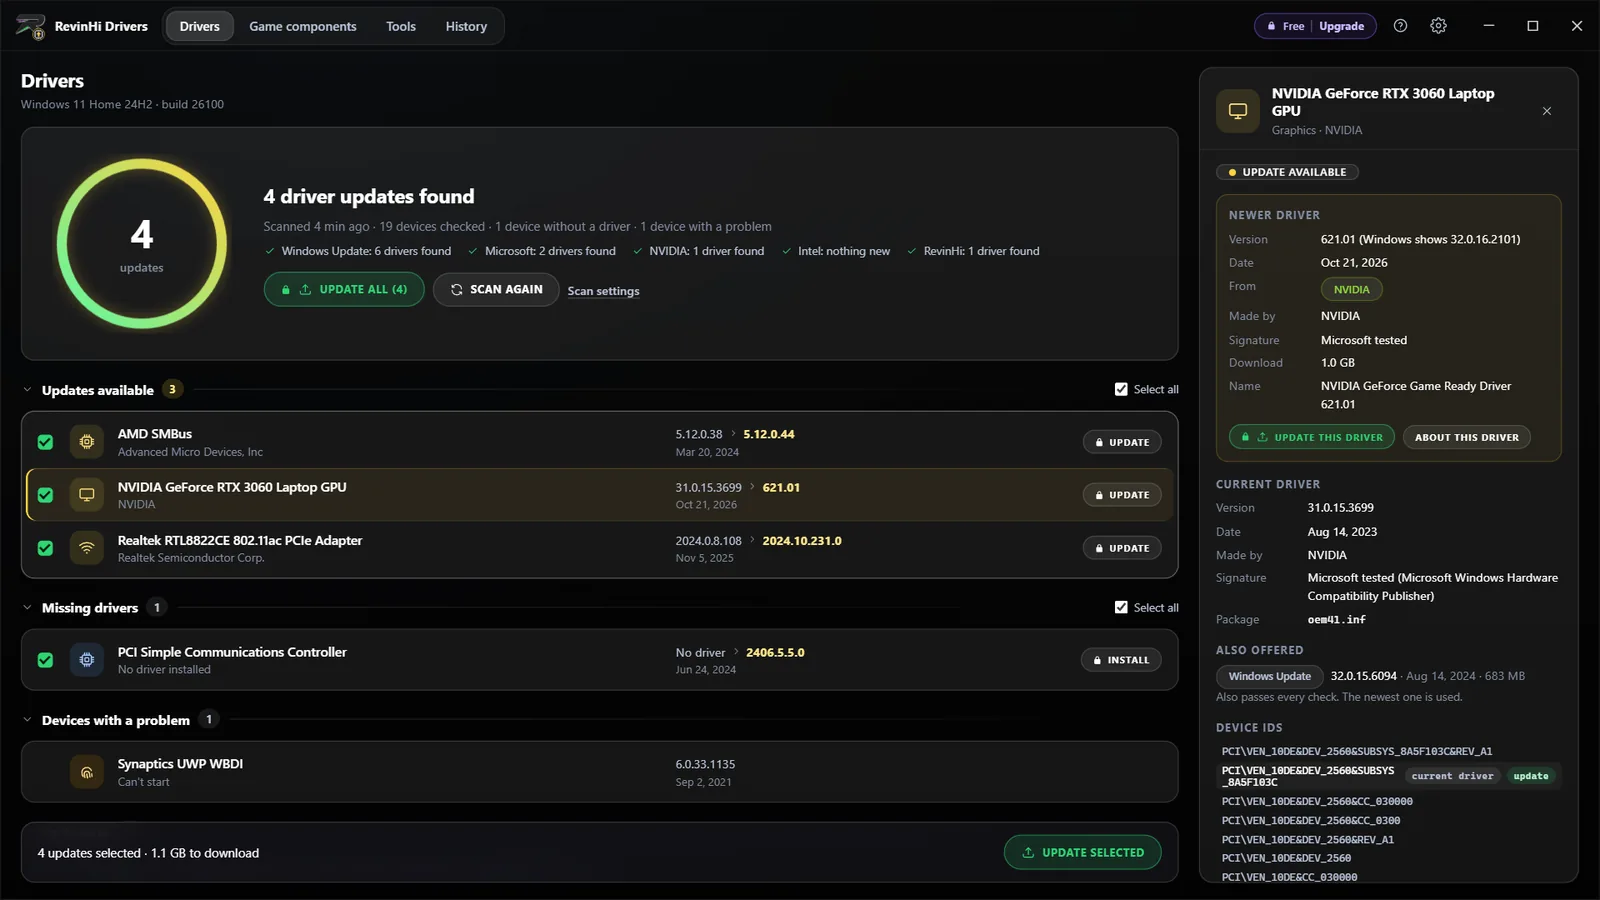 RevinHi Drivers
Drivers
Game components
Tools
History
Free
Upgrade
Drivers
Windows 11 Home 24H2 · build 26100
4
updates
4 driver updates found
Scanned 4 min ago · 19 devices checked · 1 device without a driver · 1 device with a problem
Windows Update: 6 drivers found
Microsoft: 2 drivers found
NVIDIA: 1 driver found
Intel: nothing new
RevinHi: 1 driver found
UPDATE ALL (4)
SCAN AGAIN
Scan settings
Updates available 3
Select all
AMD SMBus
Advanced Micro Devices, Inc
5.12.0.38 › 5.12.0.44
Mar 20, 2024
UPDATE
NVIDIA GeForce RTX 3060 Laptop GPU
NVIDIA
31.0.15.3699 › 621.01
Oct 21, 2026
UPDATE
Realtek RTL8822CE 802.11ac PCIe Adapter
Realtek Semiconductor Corp.
2024.0.8.108 › 2024.10.231.0
Nov 5, 2025
UPDATE
Missing drivers 1
Select all
PCI Simple Communications Controller
No driver installed
No driver › 2406.5.5.0
Jun 24, 2024
INSTALL
Devices with a problem 1
Synaptics UWP WBDI
Can't start
6.0.33.1135
Sep 2, 2021
4 updates selected · 1.1 GB to download
UPDATE SELECTED
NVIDIA GeForce RTX 3060 Laptop
GPU
Graphics · NVIDIA
UPDATE AVAILABLE
NEWER DRIVER
Version 621.01 (Windows shows 32.0.16.2101)
Date Oct 21, 2026
From NVIDIA
Made by NVIDIA
Signature Microsoft tested
Download 1.0 GB
Name NVIDIA GeForce Game Ready Driver
621.01
UPDATE THIS DRIVER
ABOUT THIS DRIVER
CURRENT DRIVER
Version 31.0.15.3699
Date Aug 14, 2023
Made by NVIDIA
Signature Microsoft tested (Microsoft Windows Hardware
Compatibility Publisher)
Package oem41.inf
ALSO OFFERED
Windows Update 32.0.15.6094 · Aug 14, 2024 · 683 MB
Also passes every check. The newest one is used.
DEVICE IDS
PCI\VEN_10DE&DEV_2560&SUBSYS_8A5F103C&REV_A1
PCI\VEN_10DE&DEV_2560&SUBSYS
_8A5F103C
current driver
update
PCI\VEN_10DE&DEV_2560&CC_030000
PCI\VEN_10DE&DEV_2560&CC_0300
PCI\VEN_10DE&DEV_2560&REV_A1
PCI\VEN_10DE&DEV_2560
PCI\VEN_10DE&CC_030000